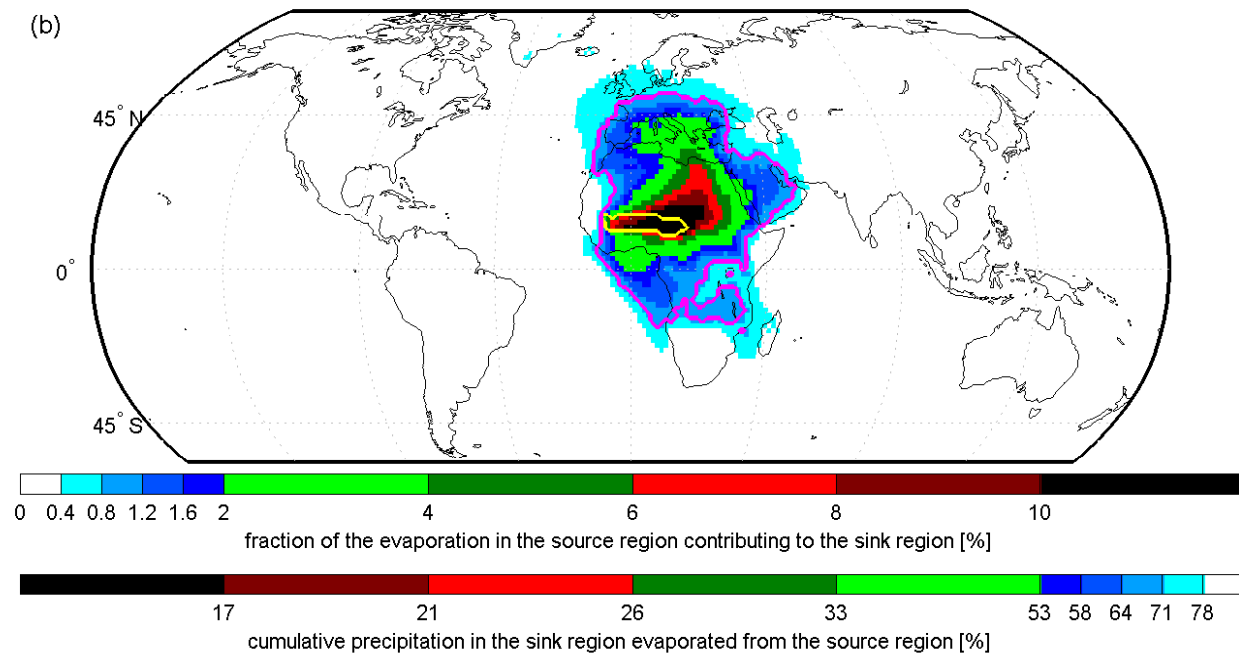 (b)
45° N
0°
45° S
0 0.4 0.8 1.2 1.6 2 4 6 8 10
fraction of the evaporation in the source region contributing to the sink region [%]
17 21 26 33 53 58 64 71 78
cumulative precipitation in the sink region evaporated from the source region [%]